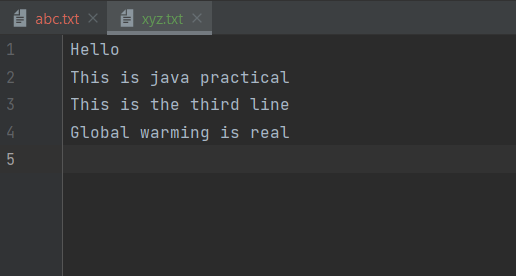 abc.txt xyz.txt
1 Hello
2 This is java practical
3 This is the third line
4 Global warming is real
5